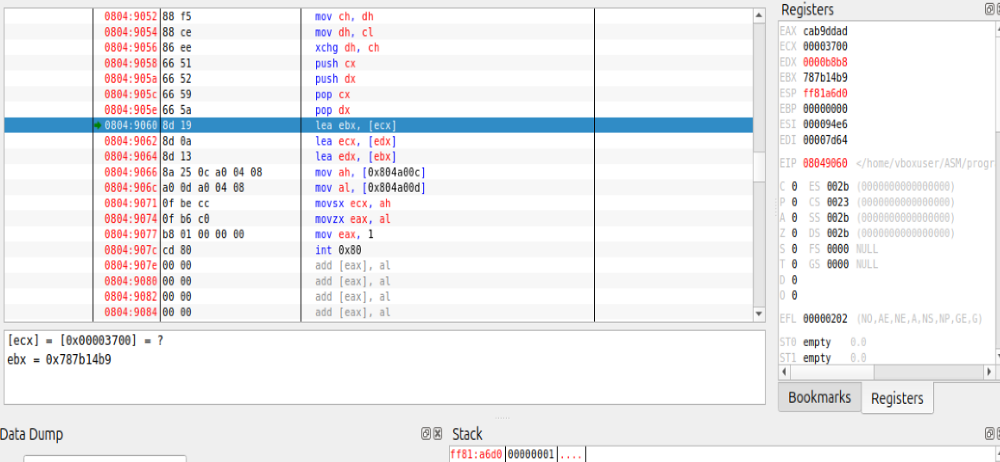 0804:9052 88 f5 mov ch, dh
0804:9054 88 ce mov dh, cl
0804:9056 86 ee xchg dh, ch
0804:9058 66 51 push cx
0804:905a 66 52 push dx
0804:905c 66 59 pop cx
0804:905e 66 5a pop dx
0804:9060 8d 19 lea ebx, [ecx]
0804:9062 8d 0a lea ecx, [edx]
0804:9064 8d 13 lea edx, [ebx]
0804:9066 8a 25 0c a0 04 08 mov ah, [0x804a00c]
0804:906c a0 0d a0 04 08 mov al, [0x804a00d]
0804:9071 0f be cc movsx ecx, ah
0804:9074 0f b6 c0 movzx eax, al
0804:9077 b8 01 00 00 00 mov eax, 1
0804:907c cd 80 int 0x80
0804:907e 00 00 add [eax], al
0804:9080 00 00 add [eax], al
0804:9082 00 00 add [eax], al
0804:9084 00 00 add [eax], al
[ecx] = [0x00003700] = ?
ebx = 0x787b14b9
Registers
EAX cab9ddad
ECX 00003700
EDX 0000b8b8
EBX 787b14b9
ESP ff81a6d0
EBP 00000000
ESI 000094e6
EDI 00007d64
EIP 08049060 </home/vboxuser/ASM/progr
C 0 ES 002b (0000000000000000)
P 0 CS 0023 (0000000000000000)
A 0 SS 002b (0000000000000000)
Z 0 DS 002b (0000000000000000)
S 0 FS 0000 NULL
T 0 GS 0000 NULL
D 0
O 0
EFL 00000202 (NO,AE,NE,A,NS,NP,GE,G)
ST0 empty 0.0
ST1 empty 0.0
Bookmarks Registers
Data Dump
Stack
ff81:a6d0 00000001 ....